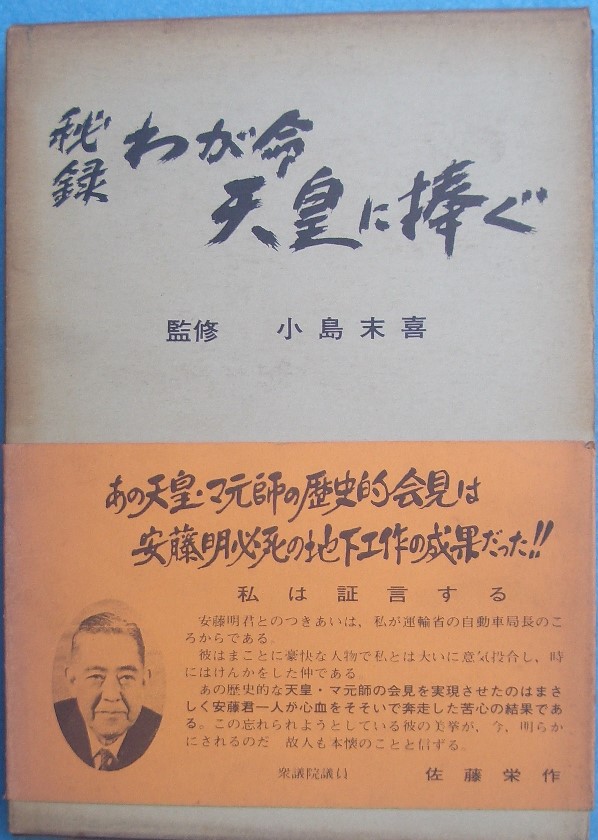 秘録 わが命
天皇に捧ぐ
監修 小島末喜
あの天皇・マ元師の歴史的会見は
安藤明必死の地下工作の成果だった!!
私は証言する
安藤明君とのつきあいは、私が運輸省の自動車局長のこ
ろからである。
彼はまことに豪快な人物で私とは大いに意気投合し、時
にはけんかをした仲である。
あの歴史的な天皇・マ元師の会見を実現させたのはまさ
しく安藤君一人が心血をそそいで奔走した苦心の結果であ
る。この忘れられようとしている彼の美挙が、今、明らか
にされるのだ 故人も本懐のことと信ずる。
衆議院議い 佐藤栄作